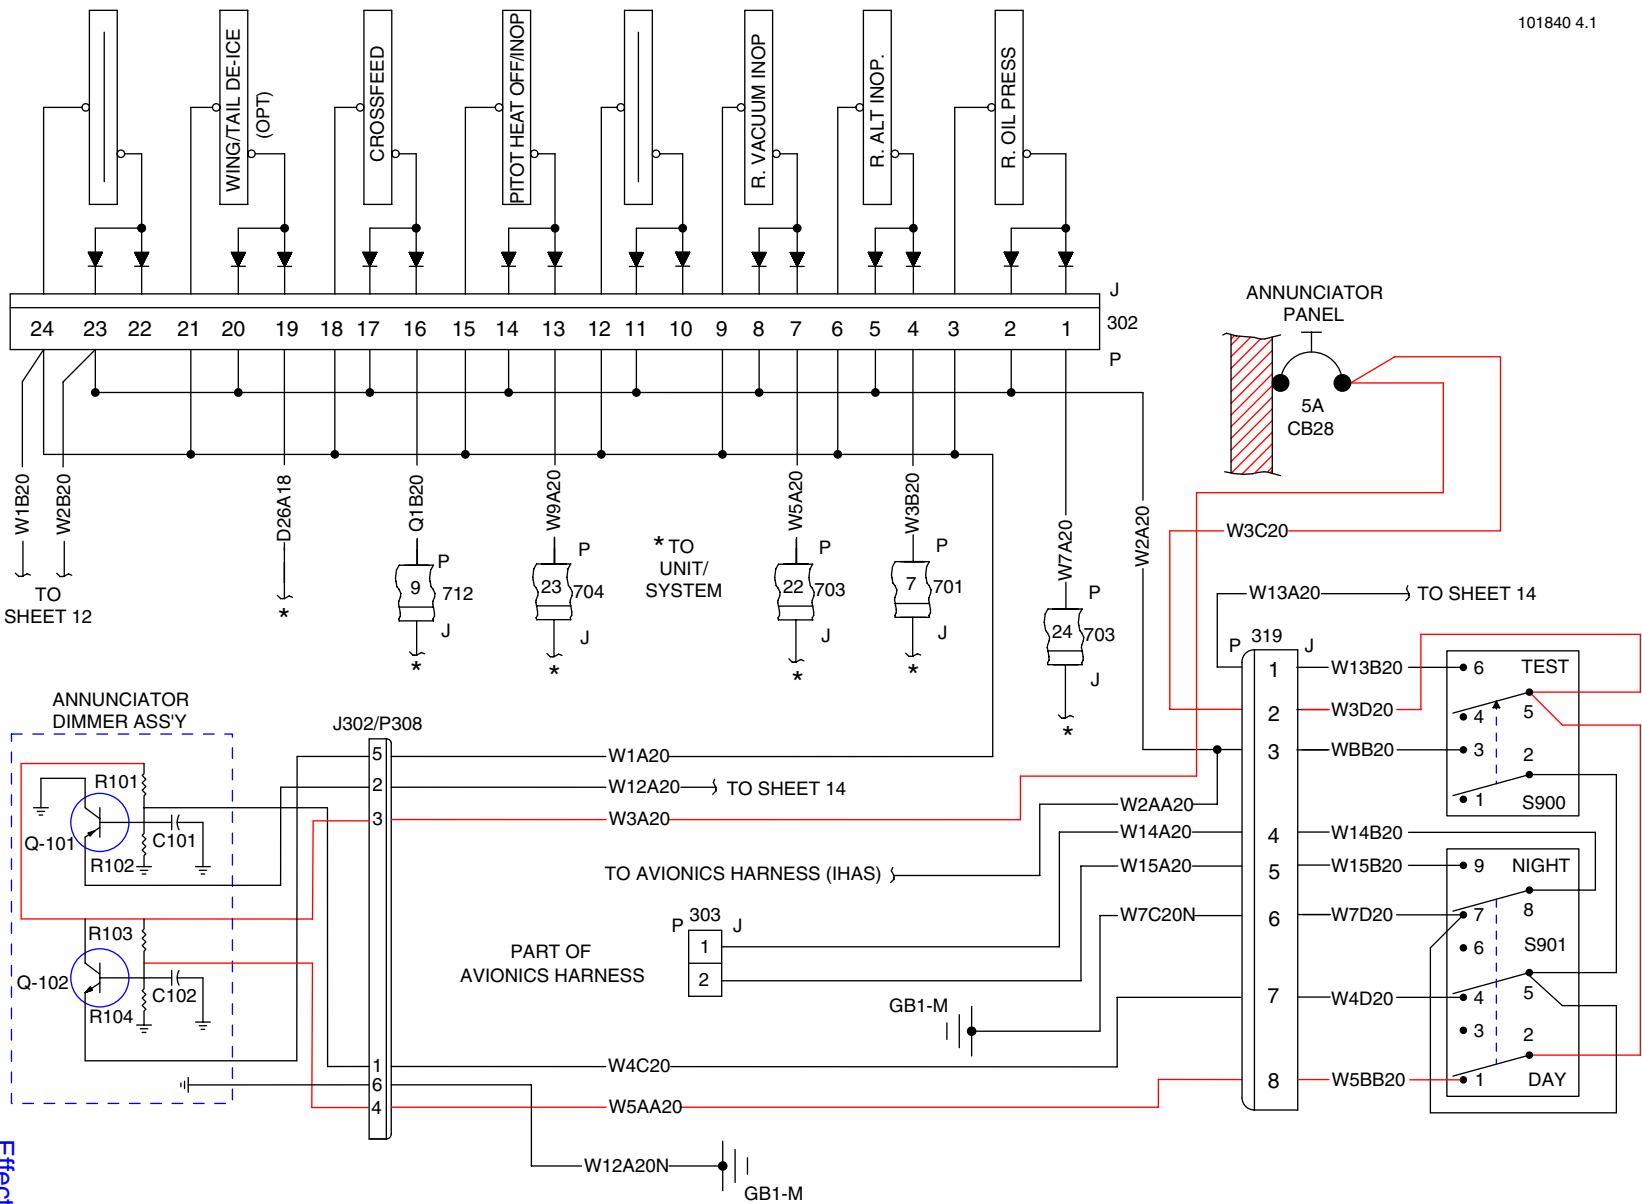 101840 4.1
WING/TAIL DE-ICE
(OPT)
CROSSFEED
PITOT HEAT OFF/INOP
R. VACUUM INOP
R. ALT INOP.
R. OIL PRESS
J
24 23 22 21 20 19 18 17 16 15 14 13 12 11 10 9 8 7 6 5 4 3 2 1
302
P
ANNUNCIATOR
PANEL
5A
CB28
W1B20
W2B20
D26A18
Q1B20
W9A20
W5A20
W3B20
W7A20
W2A20
W3C20
TO
SHEET 12
*
P
9
712
J
*
P
23
704
J
*
* TO
UNIT/
SYSTEM
P
22
703
J
*
P
7
701
J
*
P
24
703
J
*
W13A20
TO SHEET 14
P
319
J
1
W13B20
6
TEST
2
W3D20
4
5
3
WBB20
3
2
1
S900
ANNUNCIATOR
DIMMER ASS'Y
J302/P308
5
W1A20
2
W12A20
TO SHEET 14
3
W3A20
R101
Q-101
R102
C101
R103
Q-102
R104
C102
W2AA20
W14A20
4
W14B20
W15A20
5
W15B20
9
NIGHT
TO AVIONICS HARNESS (IHAS)
W7C20N
6
W7D20
7
8
6
S901
P
303
J
1
2
PART OF
AVIONICS HARNESS
GB1-M
7
W4D20
4
5
3
2
1
W4C20
6
4
W5AA20
8
W5BB20
1
DAY
W12A20N
GB1-M
Effect